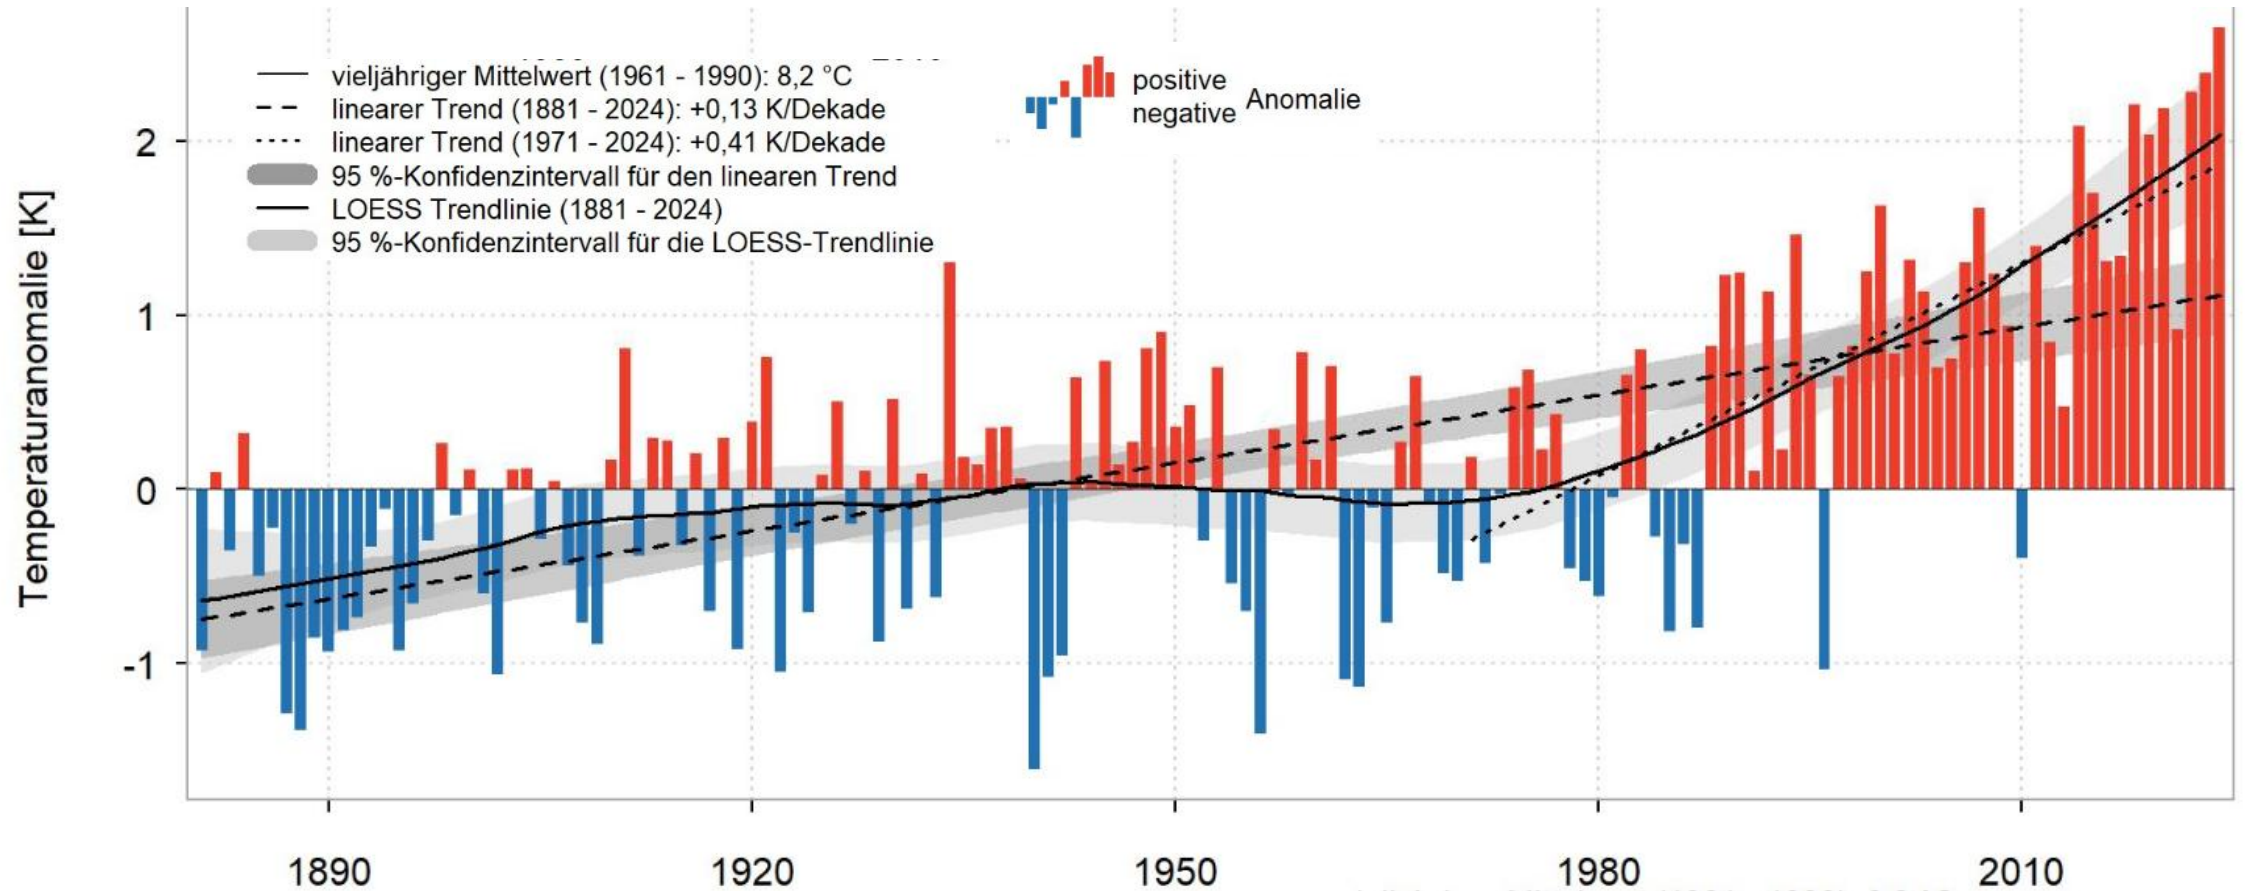 vieljähriger Mittelwert (1961 - 1990): 8,2 °C
linearer Trend (1881 - 2024): +0,13 K/Dekade
linearer Trend (1971 - 2024): +0,41 K/Dekade
95 %-Konfidenzintervall für den linearen Trend
LOESS Trendlinie (1881 - 2024)
95 %-Konfidenzintervall für die LOESS-Trendlinie
positive
negative Anomalie
Temperaturanomalie [K]
2
1
0
-1
1890 1920 1950 1980 2010